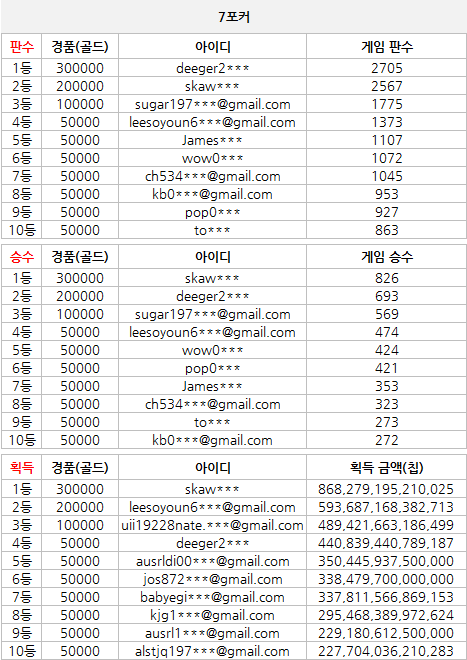 7포커
판수 경품(골드) 아이디 게임 판수
1등 300000 deeger2*** 2705
2등 200000 skaw*** 2567
3등 100000 sugar197***@gmail.com 1775
4등 50000 leesoyoun6***@gmail.com 1373
5등 50000 James*** 1107
6등 50000 wow0*** 1072
7등 50000 ch534***@gmail.com 1045
8등 50000 kb0***@gmail.com 953
9등 50000 pop0*** 927
10등 50000 to*** 863
승수 경품(골드) 아이디 게임 승수
1등 300000 skaw*** 826
2등 200000 deeger2*** 693
3등 100000 sugar197***@gmail.com 569
4등 50000 leesoyoun6***@gmail.com 474
5등 50000 wow0*** 424
6등 50000 pop0*** 421
7등 50000 James*** 353
8등 50000 ch534***@gmail.com 323
9등 50000 to*** 273
10등 50000 kb0***@gmail.com 272
획득 경품(골드) 아이디 획득 금액(칩)
1등 300000 skaw*** 868,279,195,210,025
2등 200000 leesoyoun6***@gmail.com 593,687,168,382,713
3등 100000 uii19228nate.***@gmail.com 489,421,663,186,499
4등 50000 deeger2*** 440,839,440,789,187
5등 50000 ausrldi00***@gmail.com 350,445,937,500,000
6등 50000 jos872***@gmail.com 338,479,700,000,000
7등 50000 babyegi***@gmail.com 337,811,566,869,153
8등 50000 kjg1***@gmail.com 295,468,389,972,624
9등 50000 ausrl1***@gmail.com 229,180,612,500,000
10등 50000 alstjq197***@gmail.com 227,704,036,210,283